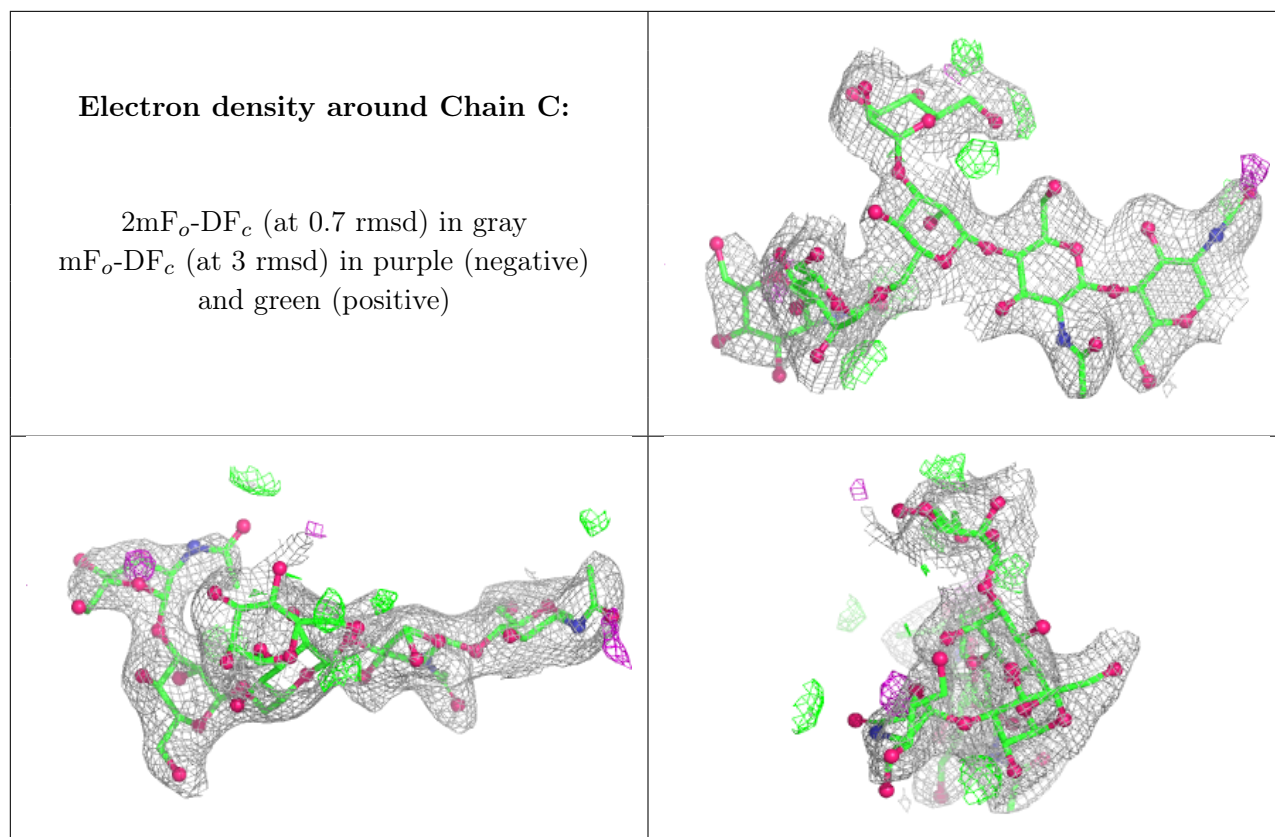 Electron density around Chain C:
2mFo-DFc (at 0.7 rmsd) in gray
mFo-DFc (at 3 rmsd) in purple (negative)
and green (positive)